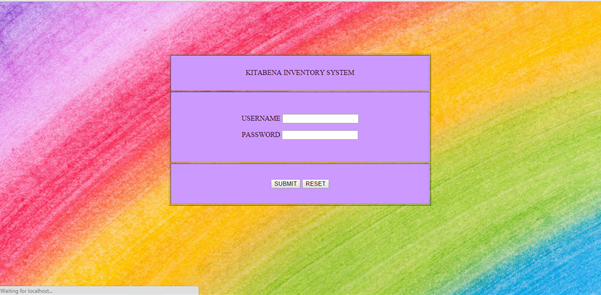 KITABENA INVENTORY SYSTEM
USERNAME
PASSWORD
SUBMIT RESET
Waiting for localhost...